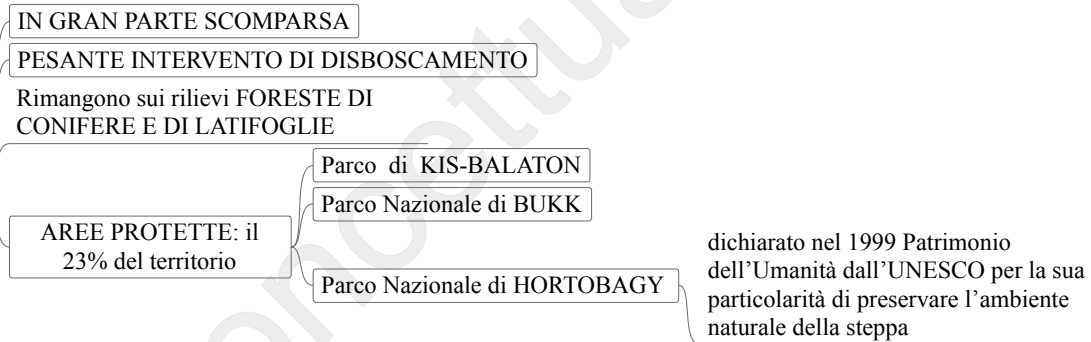 IN GRAN PARTE SCOMPARSA
PESANTE INTERVENTO DI DISBOSCAMENTO
Rimangono sui rilievi FORESTE DI
CONIFERE E DI LATIFOGLIE
AREE PROTETTE: il
23% del territorio
Parco di KIS-BALATON
Parco Nazionale di BUKK
Parco Nazionale di HORTOBAGY
dichiarato nel 1999 Patrimonio
dell'Umanità dall'UNESCO per la sua
particolarità di preservare l'ambiente
naturale della steppa